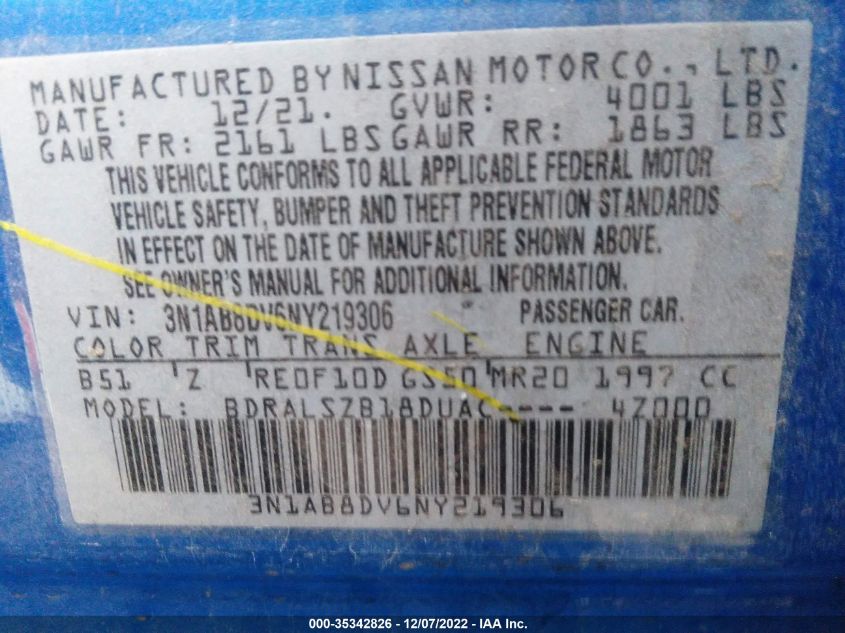 MANUFACTURED BY NISSAN MOTOR CO., LTD.
DATE: 12/21. GVWR: 4001 LBS
GAWR FR: 2161 LBS GAWR RR: 1863 LBS
THIS VEHICLE CONFORMS TO ALL APPLICABLE FEDERAL MOTOR
VEHICLE SAFETY, BUMPER AND THEFT PREVENTION STANDARDS
IN EFFECT ON THE DATE OF MANUFACTURE SHOWN ABOVE.
SEE OWNER'S MANUAL FOR ADDITIONAL INFORMATION.
VIN: 3N1AB8DV6NY219306 PASSENGER CAR.
COLOR TRIM TRANS AXLE ENGINE
B51 Z RE0F10D GS50 MR20 1997 CC
MODEL: BDRALSZB18DUAC---- 4Z000
3N1AB8DV6NY219306
000-35342826 - 12/07/2022 - IAA Inc.